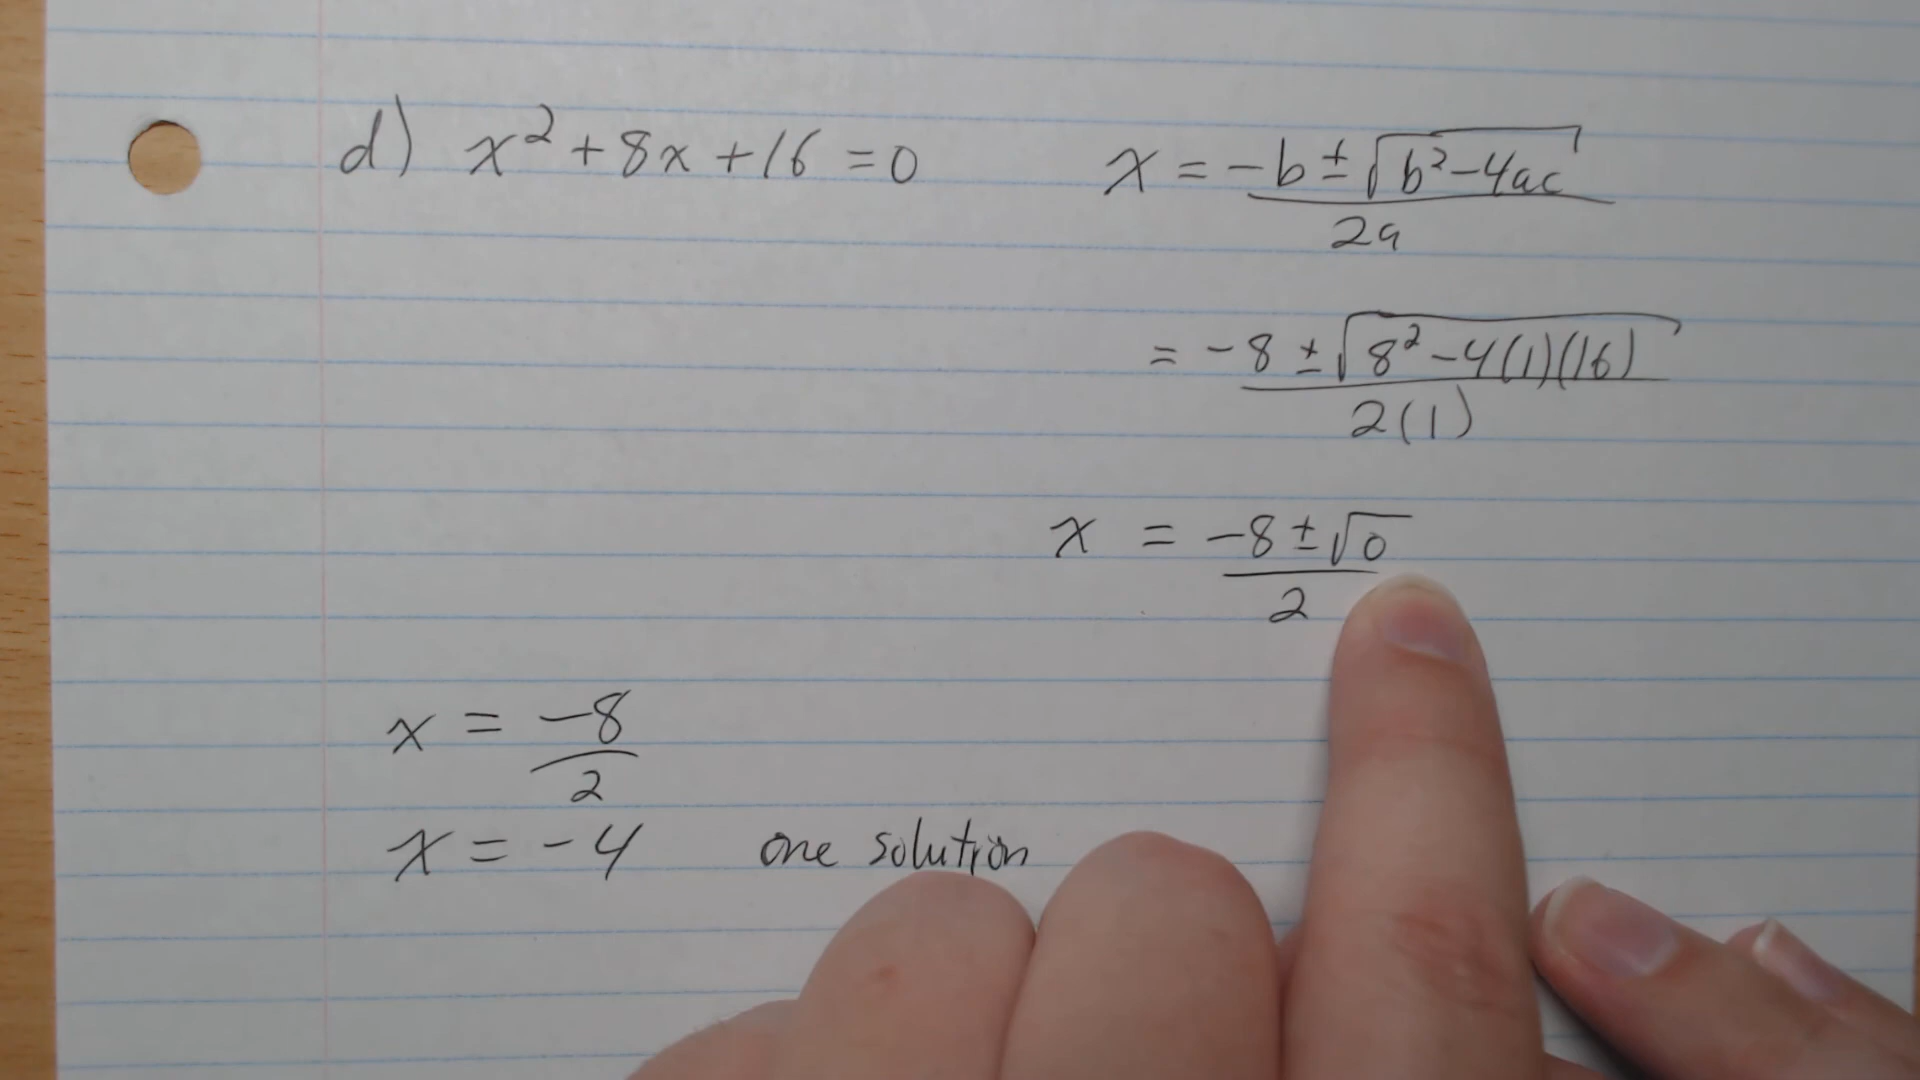 d) x² + 8x + 16 = 0
x = -b ± √(b² - 4ac) / 2a
= -8 ± √(8² - 4(1)(16)) / 2(1)
x = -8 ± √0 / 2
x = -8 / 2
x = -4 one solution